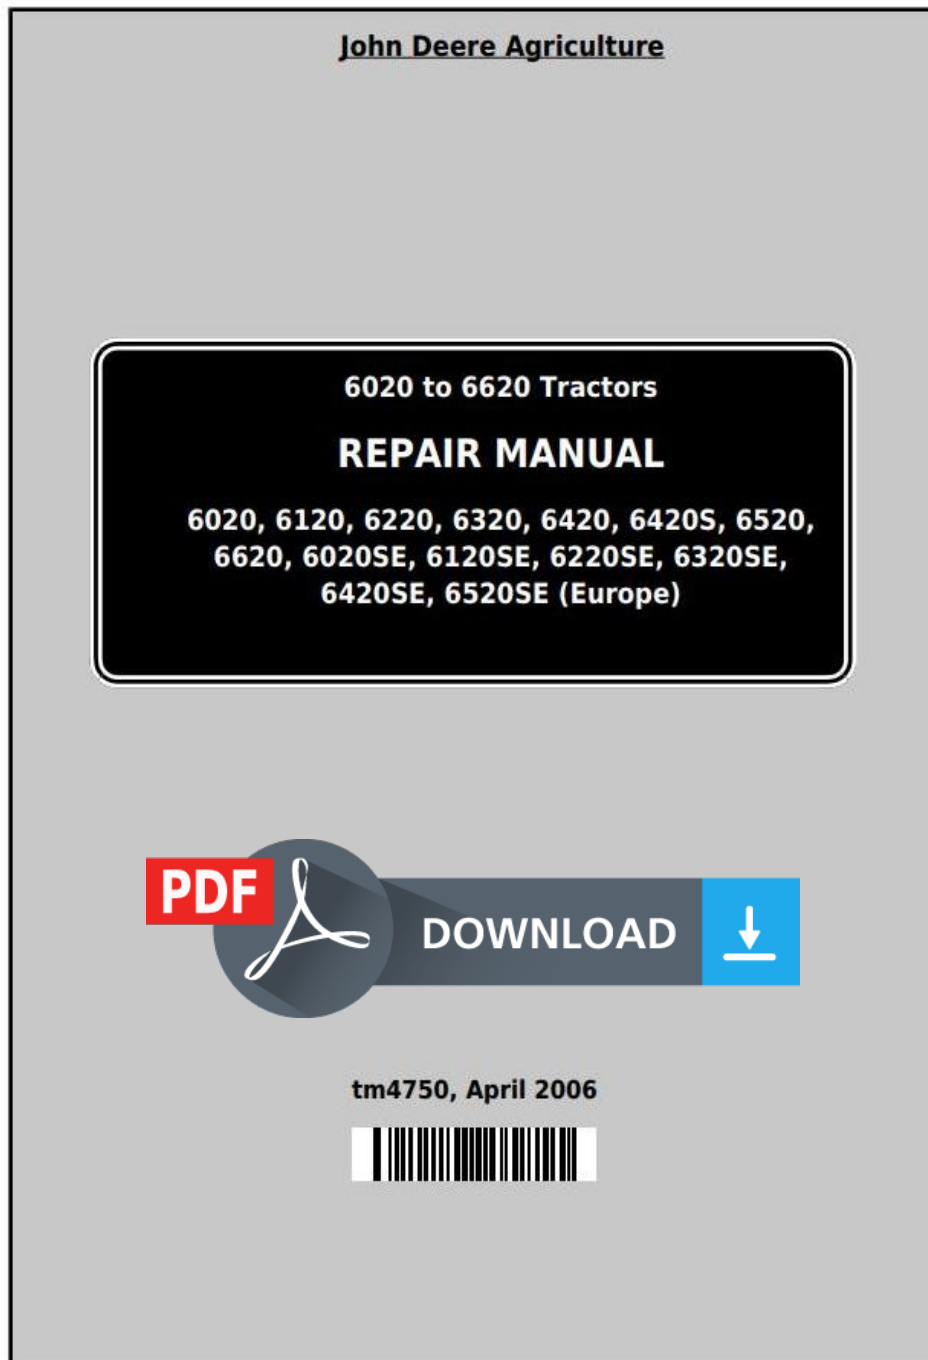 John Deere Agriculture
6020 to 6620 Tractors
REPAIR MANUAL
6020, 6120, 6220, 6320, 6420, 6420S, 6520,
6620, 6020SE, 6120SE, 6220SE, 6320SE,
6420SE, 6520SE (Europe)
PDF
DOWNLOAD
tm4750, April 2006